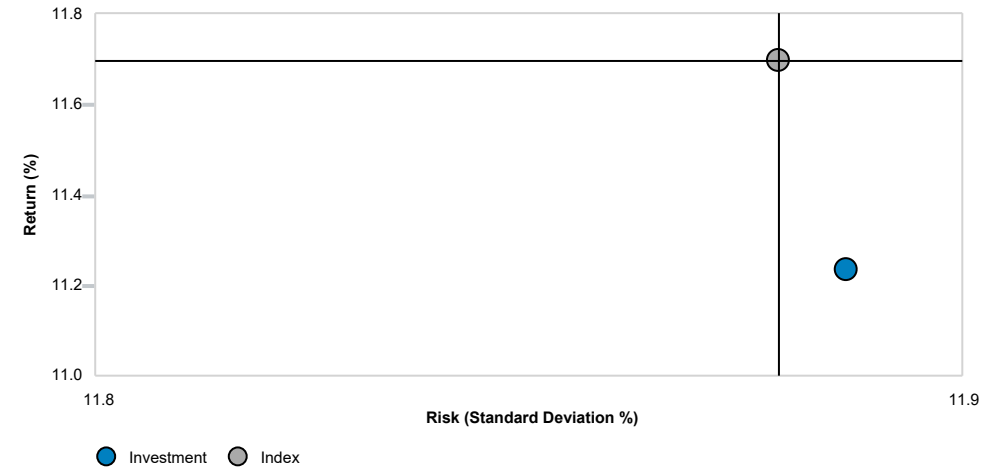 11.8
11.6
11.4
11.2
11.0
Return (%)
11.8 11.9
Risk (Standard Deviation %)
Investment Index